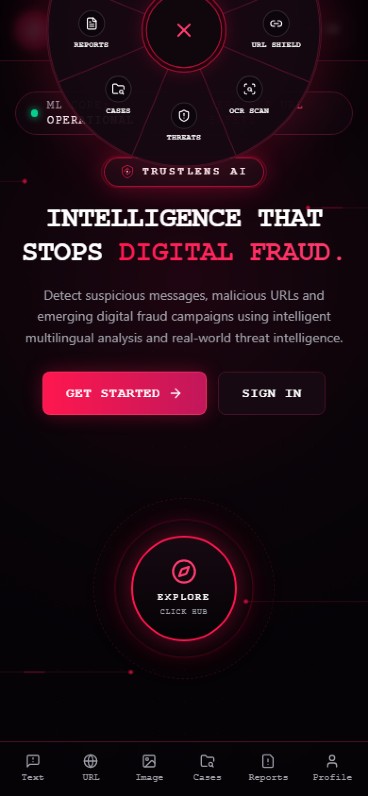 REPORTS
URL SHIELD
CASES
OCR SCAN
THREATS
ML
OPERATIONAL
TRUSTLENS AI
INTELLIGENCE THAT
STOPS DIGITAL FRAUD.
Detect suspicious messages, malicious URLs and
emerging digital fraud campaigns using intelligent
multilingual analysis and real-world threat intelligence.
GET STARTED →
SIGN IN
EXPLORE
CLICK HUB
Text
URL
Image
Cases
Reports
Profile